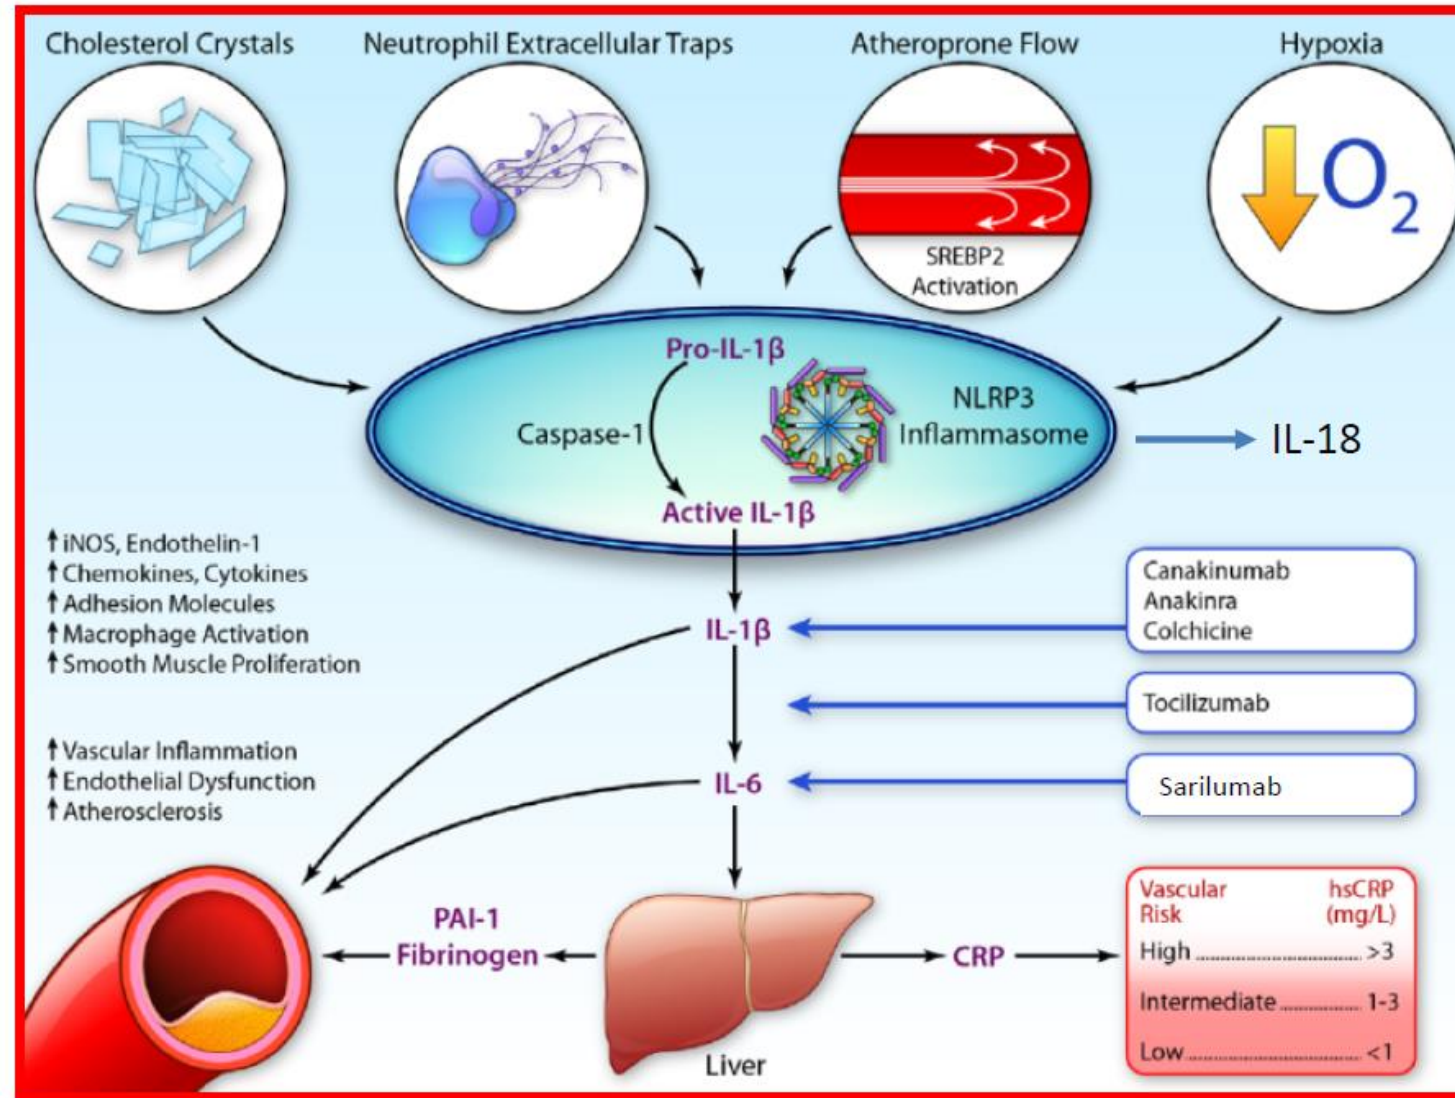 Cholesterol Crystals
Neutrophil Extracellular Traps
Atheroprone Flow
Hypoxia
SREBP2
Activation
O2
Pro-IL-1β
Caspase-1
NLRP3
Inflammasome
Active IL-1β
IL-18
↑iNOS, Endothelin-1
↑Chemokines, Cytokines
↑Adhesion Molecules
↑Macrophage Activation
↑Smooth Muscle Proliferation
IL-1β
Canakinumab
Anakinra
Colchicine
Tocilizumab
↑Vascular Inflammation
↑Endothelial Dysfunction
↑Atherosclerosis
IL-6
Sarilumab
PAI-1
Fibrinogen
Liver
CRP
Vascular Risk
hsCRP (mg/L)
High >3
Intermediate 1-3
Low <1